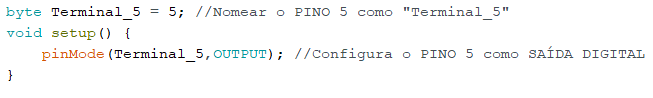 byte Terminal_5 = 5; //Nomear o PINO 5 como "Terminal_5"
void setup() {
    pinMode(Terminal_5,OUTPUT); //Configura o PINO 5 como SAÍDA DIGITAL
}